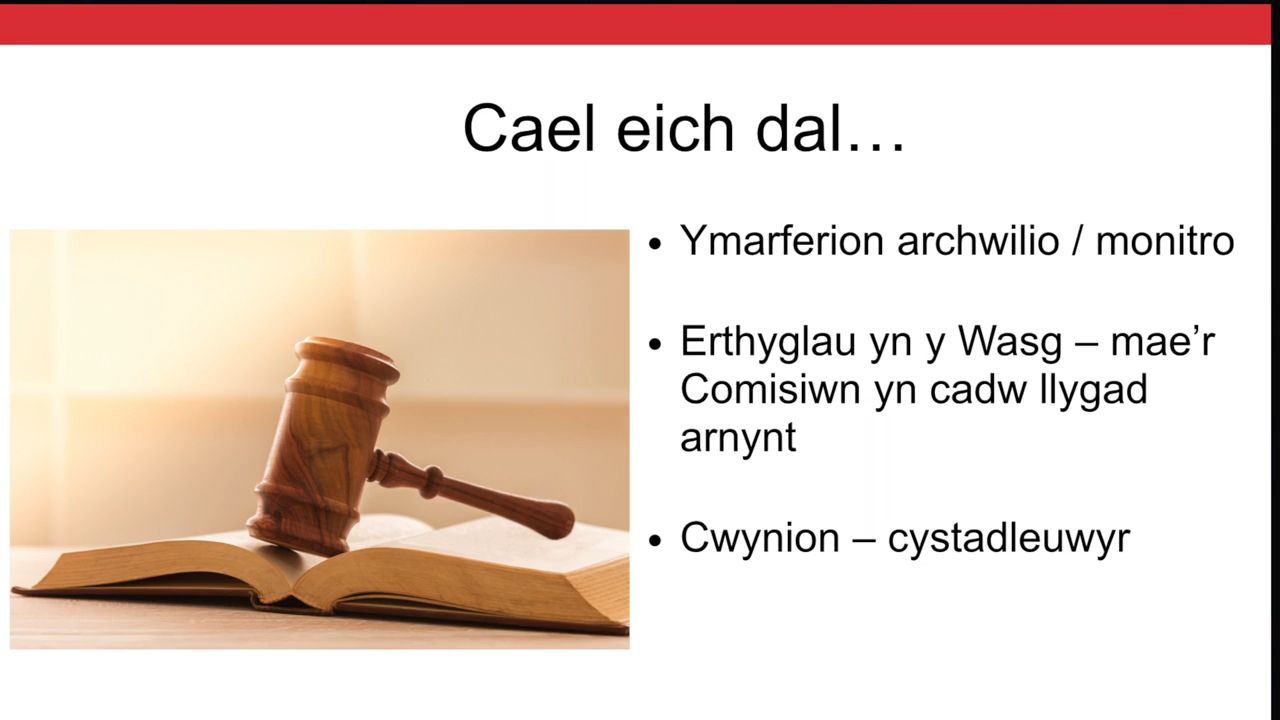 Cael eich dal…
• Ymarferion archwilio / monitro
• Erthyglau yn y Wasg – mae’r
Comisiwn yn cadw llygad
arnynt
• Cwynion – cystadleuwyr